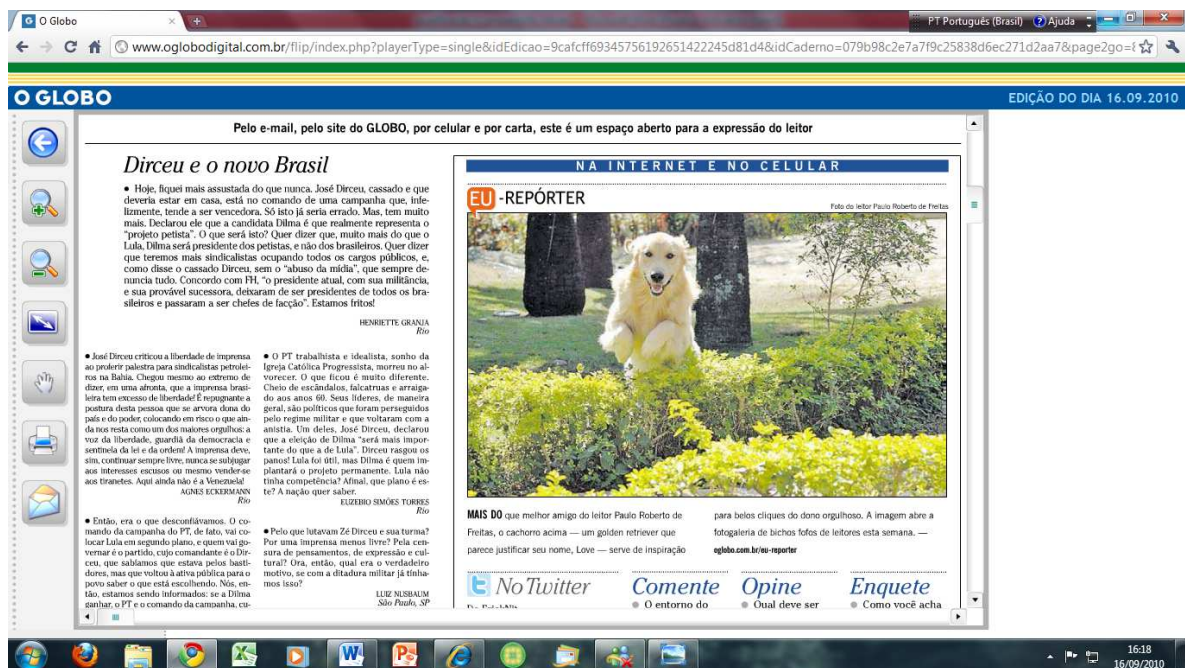 O Globo
PT Português (Brasil) Ajuda
www.oglobodigital.com.br/flip/index.php?playerType=single&idEdicao=9cafcff69345756192651422245d81d4&idCaderno=079b98c2e7a7f9c25838d6ec271d2aa7&page2go=
O GLOBO
EDIÇÃO DO DIA 16.09.2010
Pelo e-mail, pelo site do GLOBO, por celular e por carta, este é um espaço aberto para a expressão do leitor
Dirceu e o novo Brasil
• Hoje, fiquei mais assustada do que nunca. José Dirceu, cassado e que
deveria estar em casa, está no comando de uma campanha que, infe-
lizmente, tende a ser vencedora. Só isto já seria errado. Mas, tem muito
mais. Declarou ele que a candidata Dilma é que realmente representa o
"projeto petista". O que será isto? Quer dizer que, muito mais do que o
Lula, Dilma será presidente dos petistas, e não dos brasileiros. Quer dizer
que teremos mais sindicalistas ocupando todos os cargos públicos, e,
como disse o cassado Dirceu, sem o "abuso da mídia", que sempre de-
nuncia tudo. Concordo com FH, "o presidente atual, com sua militância,
e sua provável sucessora, deixaram de ser presidentes de todos os bra-
sileiros e passaram a ser chefes de facção". Estamos fritos!
HENRIETTE GRANJA
Rio
• José Dirceu criticou a liberdade de imprensa
ao proferir palestra para sindicalistas petrolei-
ros na Bahia. Chegou mesmo ao extremo de
dizer, em uma afronta, que a imprensa brasi-
leira tem excesso de liberdade! É repugnante a
postura desta pessoa que se arvora dona do
país e do poder, colocando em risco o que ain-
da nos resta como um dos maiores orgulhos: a
voz da liberdade, guardiã da democracia e
sentinela da lei e da ordem! A imprensa deve,
sim, continuar sempre livre, nunca se subjugar
aos interesses escusos ou mesmo vender-se
aos tiranetes. Aqui ainda não é a Venezuela!
AGNES ECKERMANN
Rio
• Então, era o que desconfiávamos. O co-
mando da campanha do PT, de fato, vai co-
locar Lula em segundo plano, e quem vai go-
vernar é o partido, cujo comandante é o Dir-
ceu, que sabíamos que estava pelos basti-
dores, mas que voltou à ativa pública para o
povo saber o que está escolhendo. Nós, en-
tão, estamos sendo informados: se a Dilma
ganhar, o PT e o comando da campanha, cu-
• O PT trabalhista e idealista, sonho da
Igreja Católica Progressista, morreu no al-
vorecer. O que ficou é muito diferente.
Cheio de escândalos, falcatruas e arraiga-
do aos anos 60. Seus líderes, de maneira
geral, são políticos que foram perseguidos
pelo regime militar e que voltaram com a
anistia. Um deles, José Dirceu, declarou
que a eleição de Dilma "será mais impor-
tante do que a de Lula". Dirceu rasgou os
panos! Lula foi útil, mas Dilma é quem im-
plantará o projeto permanente. Lula não
tinha competência? Afinal, que plano é es-
te? A nação quer saber.
EUZEBIO SIMÕES TORRES
Rio
• Pelo que lutavam Zé Dirceu e sua turma?
Por uma imprensa menos livre? Pela cen-
sura de pensamentos, de expressão e cul-
tural? Ora, então, qual era o verdadeiro
motivo, se com a ditadura militar já tínha-
mos isso?
LUIZ NUSBAUM
São Paulo, SP
NA INTERNET E NO CELULAR
EU-REPÓRTER
Foto do leitor Paulo Roberto de Freitas
MAIS DO que melhor amigo do leitor Paulo Roberto de
Freitas, o cachorro acima — um golden retriever que
parece justificar seu nome, Love — serve de inspiração
para belos cliques do dono orgulhoso. A imagem abre a
fotogaleria de bichos fofos de leitores esta semana. —
oglobo.com.br/eu-reporter
No Twitter
Comente
• O entorno do
Opine
• Qual deve ser
Enquete
• Como você acha
16:18
16/09/2010